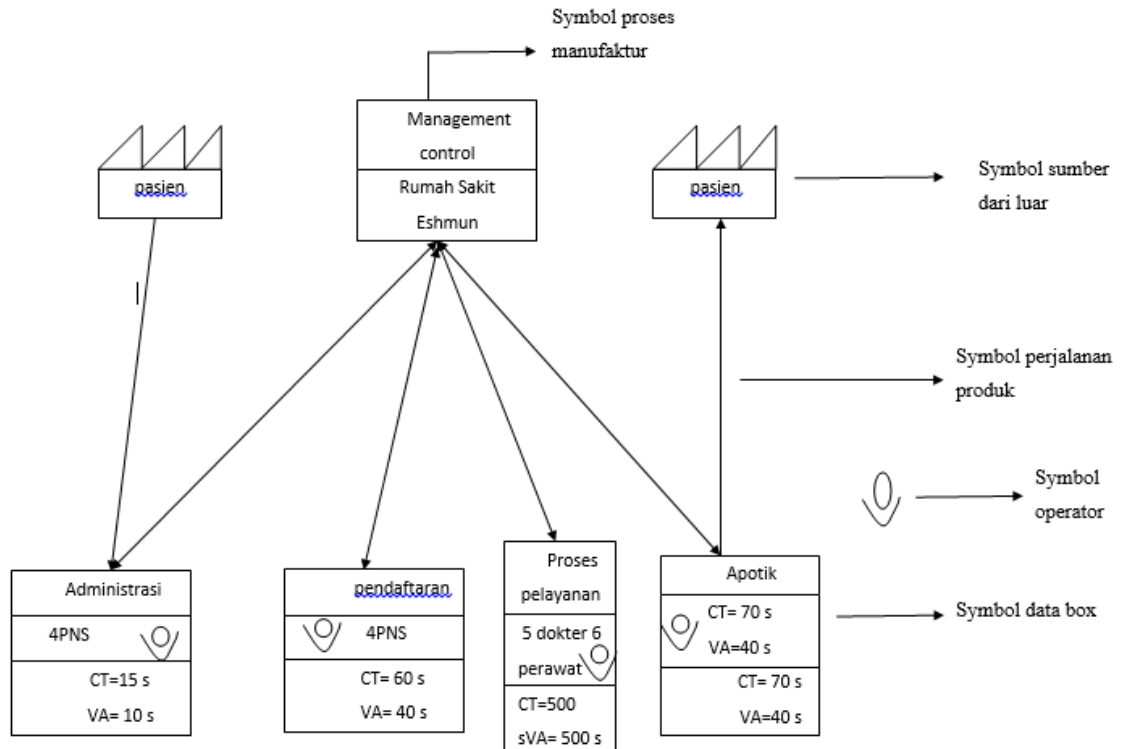 Symbol proses
manufaktur
Management
control
Rumah Sakit
Eshmun
pasien
pasien
Symbol sumber
dari luar
Symbol perjalanan
produk
Symbol
operator
Administrasi
4PNS
CT=15 s
VA= 10 s
pendaftaran
4PNS
CT= 60 s
VA= 40 s
Proses
pelayanan
5 dokter 6
perawat
CT=500
sVA= 500 s
Apotik
CT= 70 s
VA=40 s
CT= 70 s
VA=40 s
Symbol data box